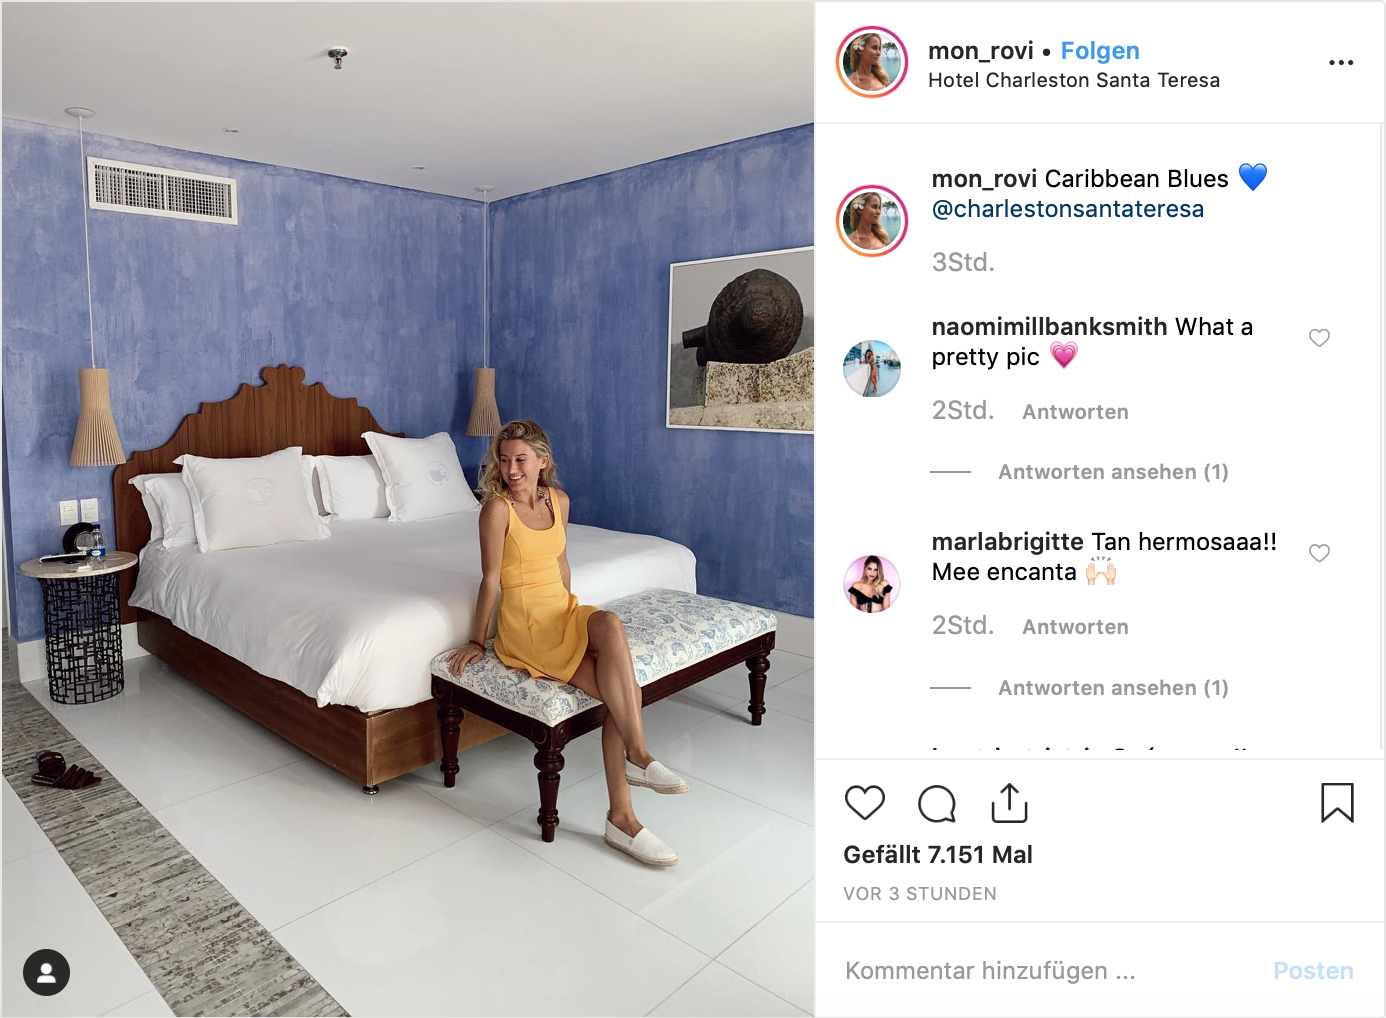 mon_rovi • Folgen
Hotel Charleston Santa Teresa
mon_rovi Caribbean Blues 💙
@charlestonsantateresa
3Std.
naomimillbanksmith What a
pretty pic 💗
2Std. Antworten
Antworten ansehen (1)
marlabrigitte Tan hermosaaa!!
Mee encanta 🙌🏻
2Std. Antworten
Antworten ansehen (1)
Gefällt 7.151 Mal
VOR 3 STUNDEN
Kommentar hinzufügen ...
Posten